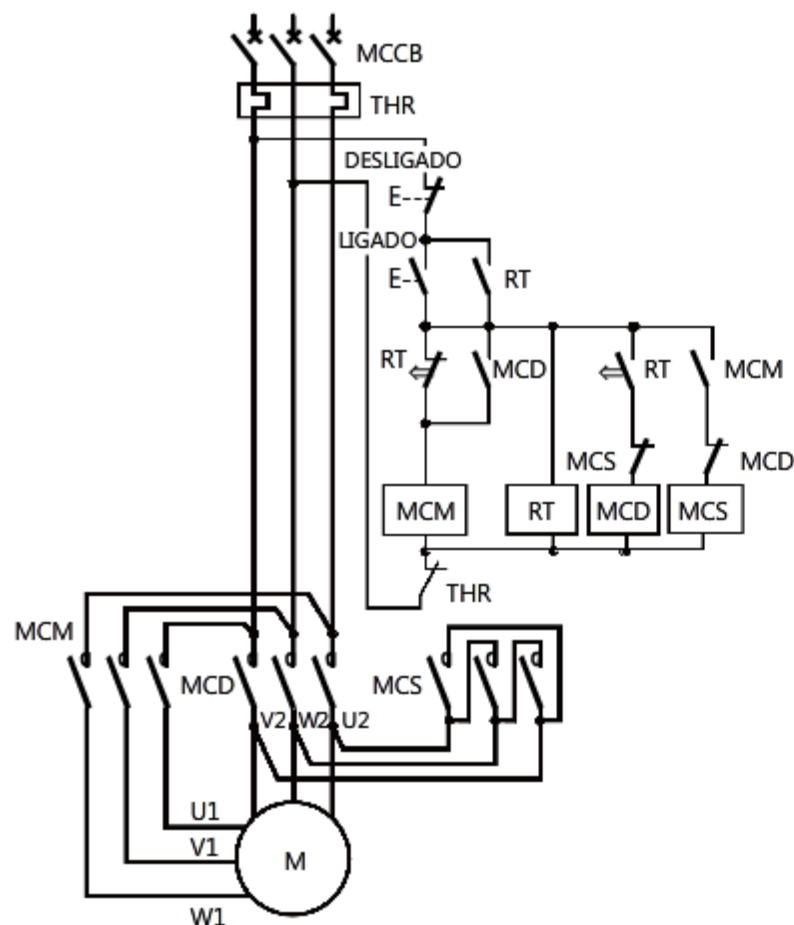 MCCB
THR
DESLIGADO
E
LIGADO
E
RT
RT
MCD
RT
MCM
MCS
MCD
MCM
RT
MCD
MCS
THR
MCM
MCD
MCS
V2
W2
U2
U1
V1
M
W1